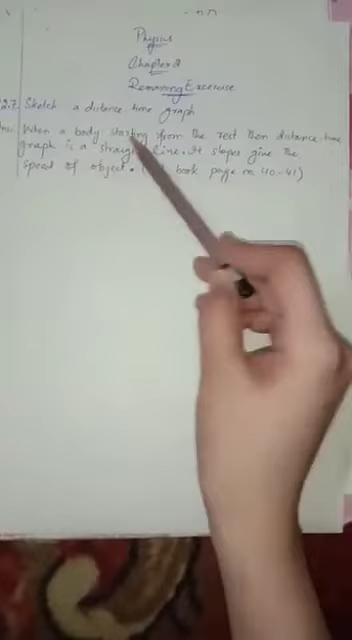 Physics
Chapter 2
Remaining Excercise
2.7 Sketch a distance time graph
Ans: When a body starting from the rest then distance-time
graph is a straight line. It slopes give the
speed of object. ( book page no 40-41)